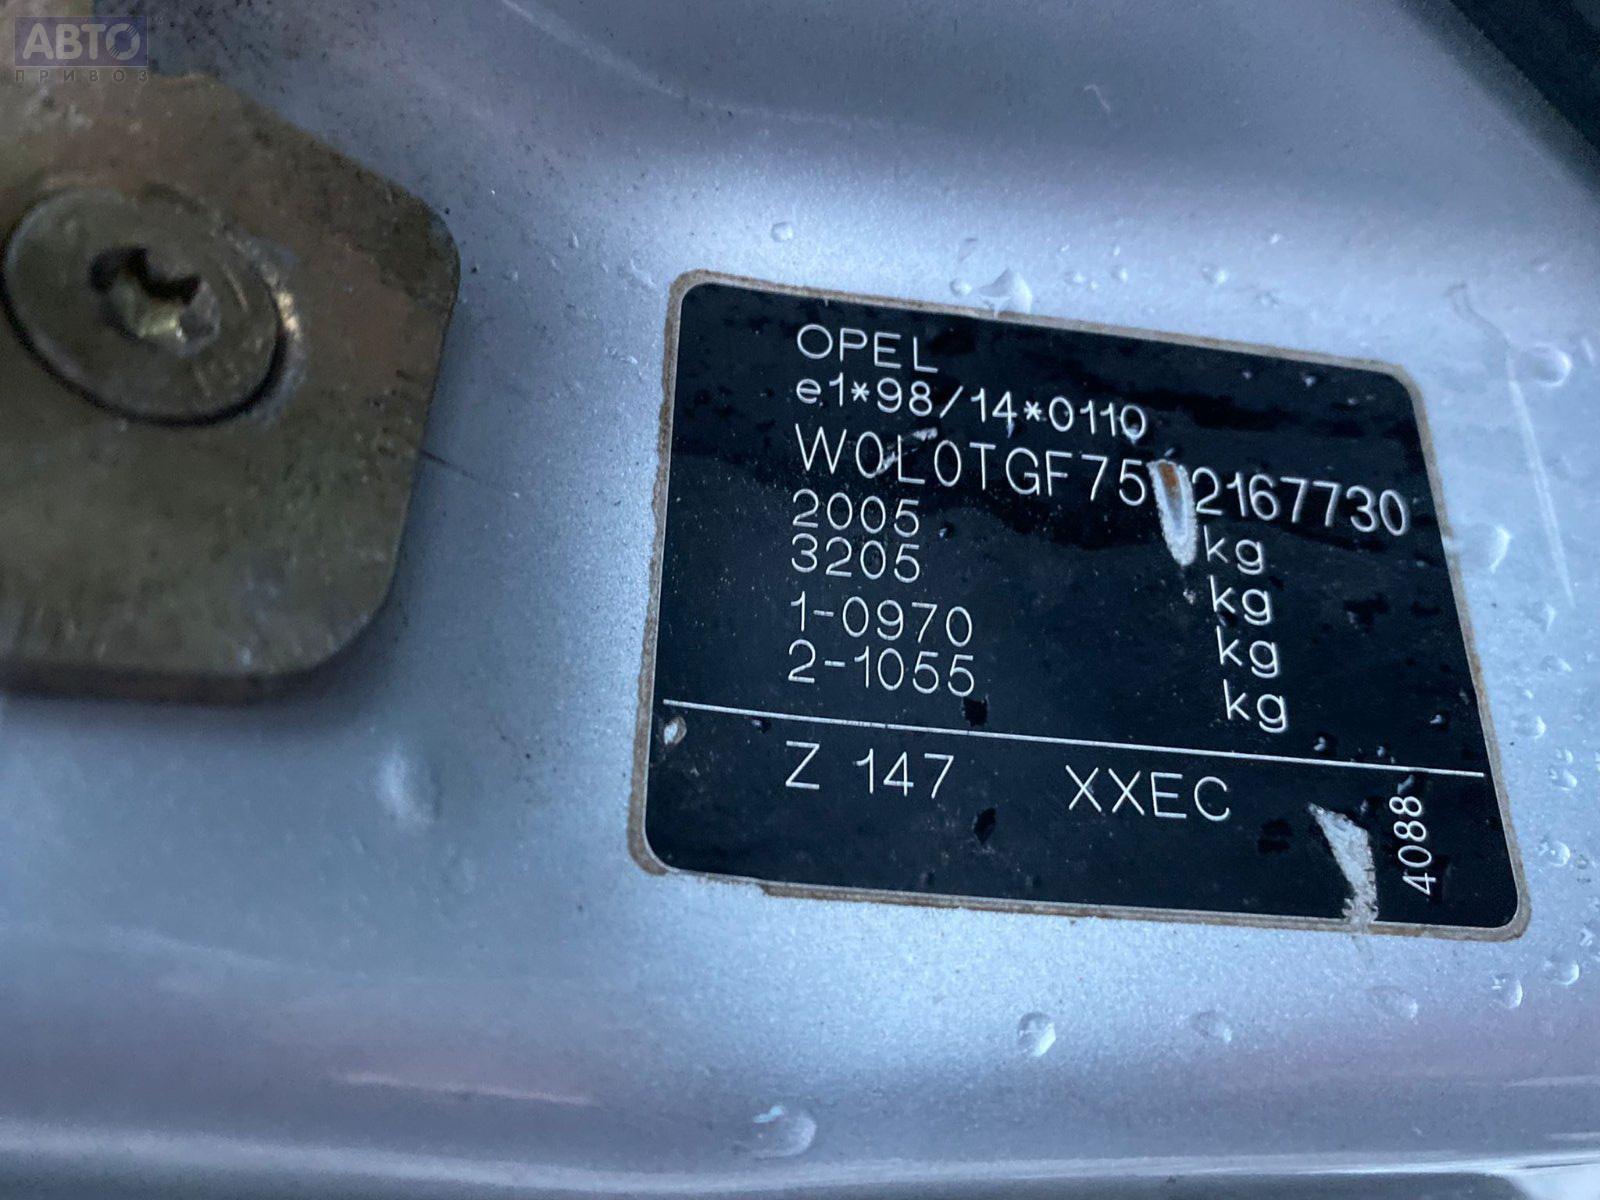 АВТО
ПРИВОЗ
OPEL
e1*98/14*0110
W0L0TGF75 2167730
2005 kg
3205 kg
1-0970 kg
2-1055 kg
Z 147 XXEC
4088